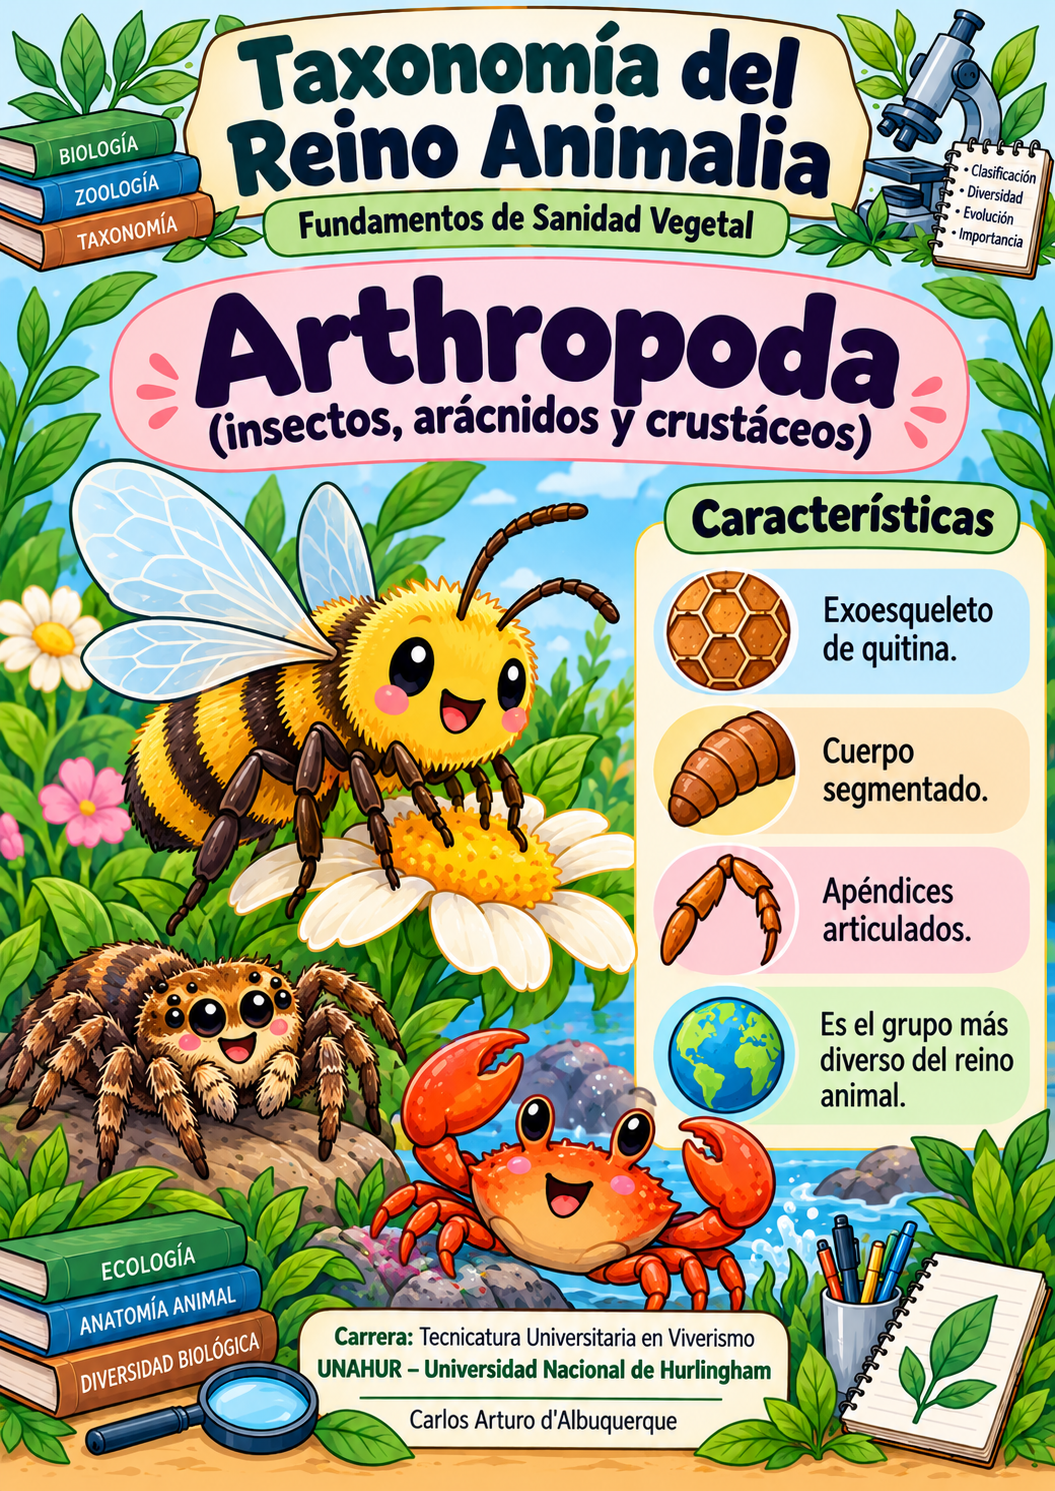 Taxonomía del
Reino Animalia
Fundamentos de Sanidad Vegetal
BIOLOGÍA
ZOOLOGÍA
TAXONOMÍA
• Clasificación
• Diversidad
• Evolución
• Importancia
Arthropoda
(insectos, arácnidos y crustáceos)
Características
Exoesqueleto
de quitina.
Cuerpo
segmentado.
Apéndices
articulados.
Es el grupo más
diverso del reino
animal.
ECOLOGÍA
ANATOMÍA ANIMAL
DIVERSIDAD BIOLÓGICA
Carrera: Tecnicatura Universitaria en Viverismo
UNAHUR – Universidad Nacional de Hurlingham
Carlos Arturo d'Albuquerque